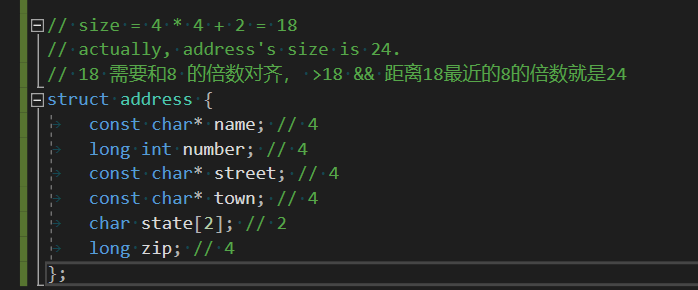 // size = 4 * 4 + 2 = 18
// actually, address's size is 24.
// 18 需要和8 的倍数对齐， >18 && 距离18最近的8的倍数就是24
struct address {
const char* name; // 4
long int number; // 4
const char* street; // 4
const char* town; // 4
char state[2]; // 2
long zip; // 4
};